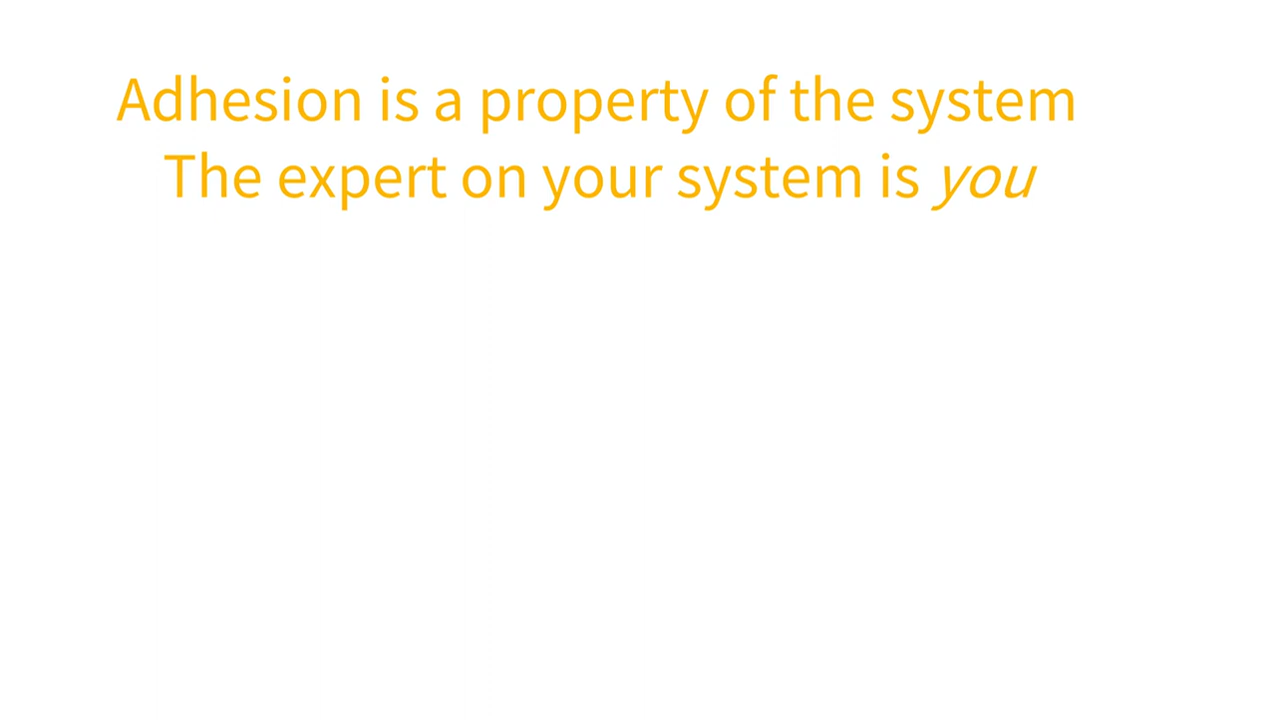 Adhesion is a property of the system
The expert on your system is you